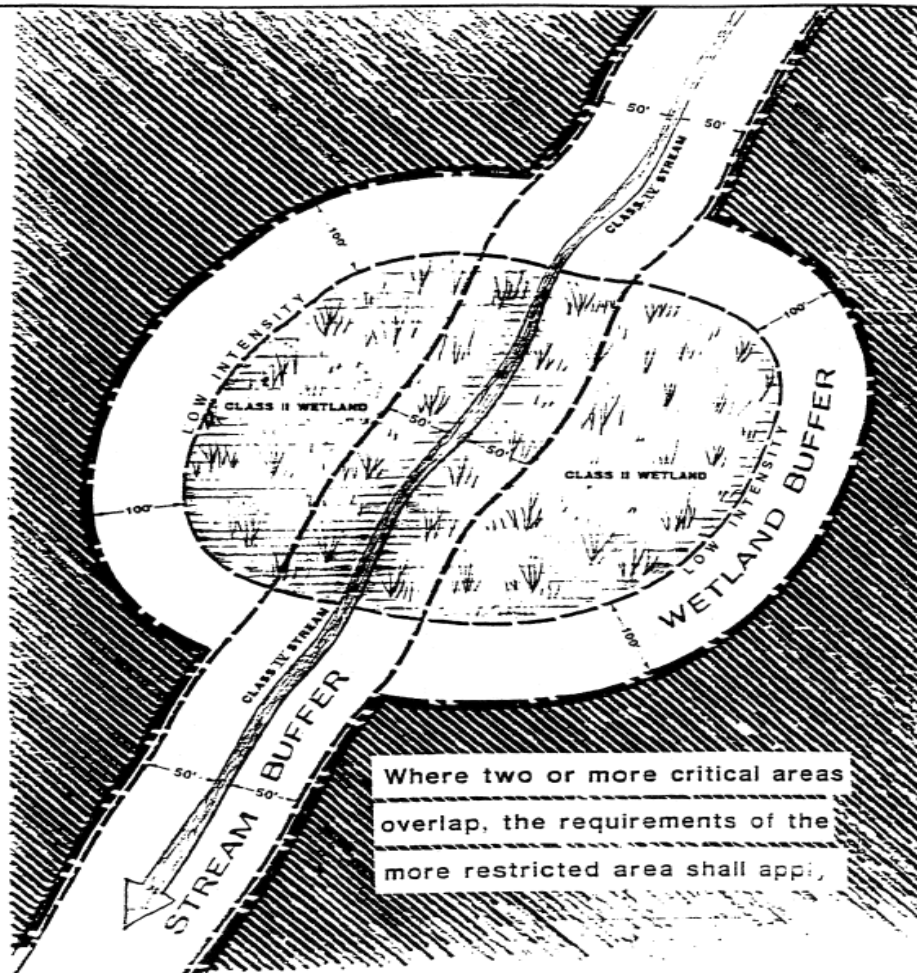 50'
50'
CLASS IV STREAM
100'
LOW INTENSITY
100'
CLASS II WETLAND
50'
50'
CLASS II WETLAND
WETLAND BUFFER
LOW INTENSITY
100'
100'
CLASS IV STREAM
STREAM BUFFER
50'
50'
Where two or more critical areas
overlap, the requirements of the
more restricted area shall apply